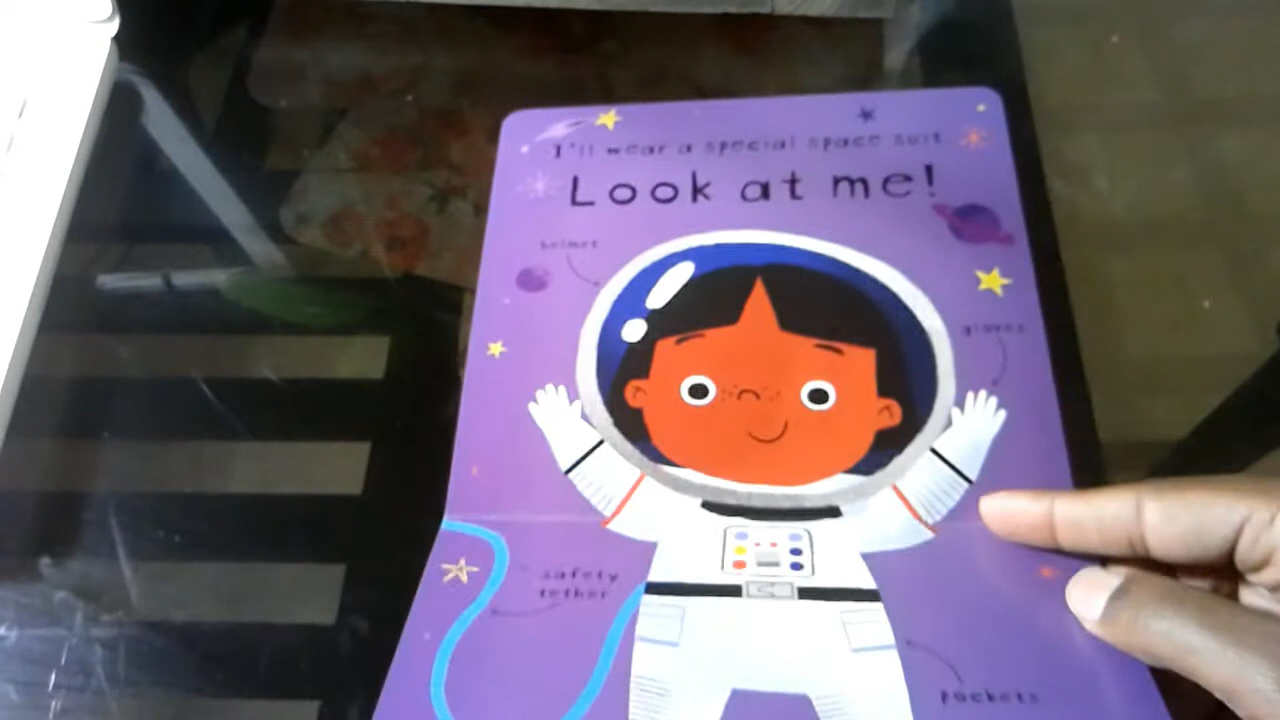 I'll wear a special space suit.
Look at me!
helmet
gloves
safety
tether
pockets